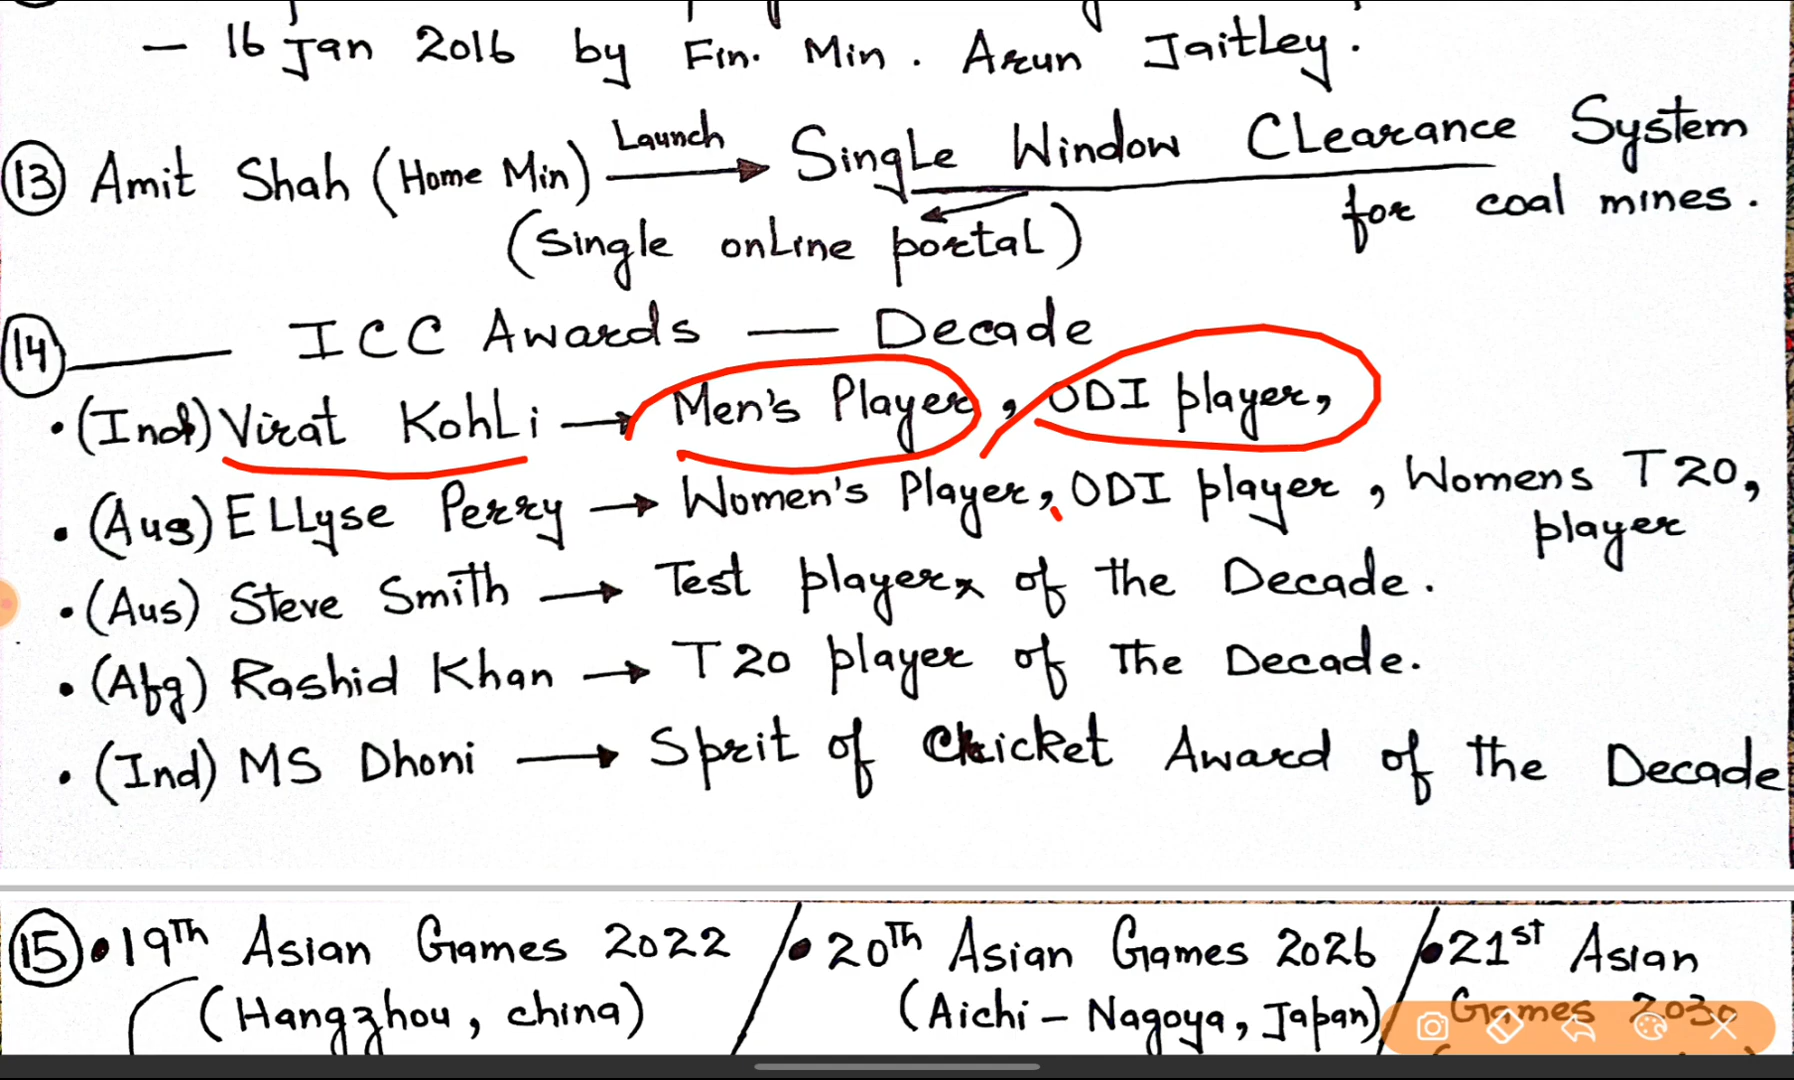 — 16 Jan 2016 by Fin. Min. Arun Jaitley.
13 Amit Shah (Home Min) Launch Single Window Clearance System
(Single online portal) for coal mines.
14 ICC Awards — Decade
• (Ind) Virat Kohli → Men's Player, ODI player,
• (Aus) Ellyse Perry → Women's Player, ODI player, Womens T20,
player
• (Aus) Steve Smith → Test player of the Decade.
• (Afg) Rashid Khan → T20 player of the Decade.
• (Ind) MS Dhoni → Sprit of Cricket Award of the Decade
15 • 19th Asian Games 2022 / • 20th Asian Games 2026 / • 21st Asian
(Hangzhou, china) (Aichi – Nagoya, Japan) Games 2030